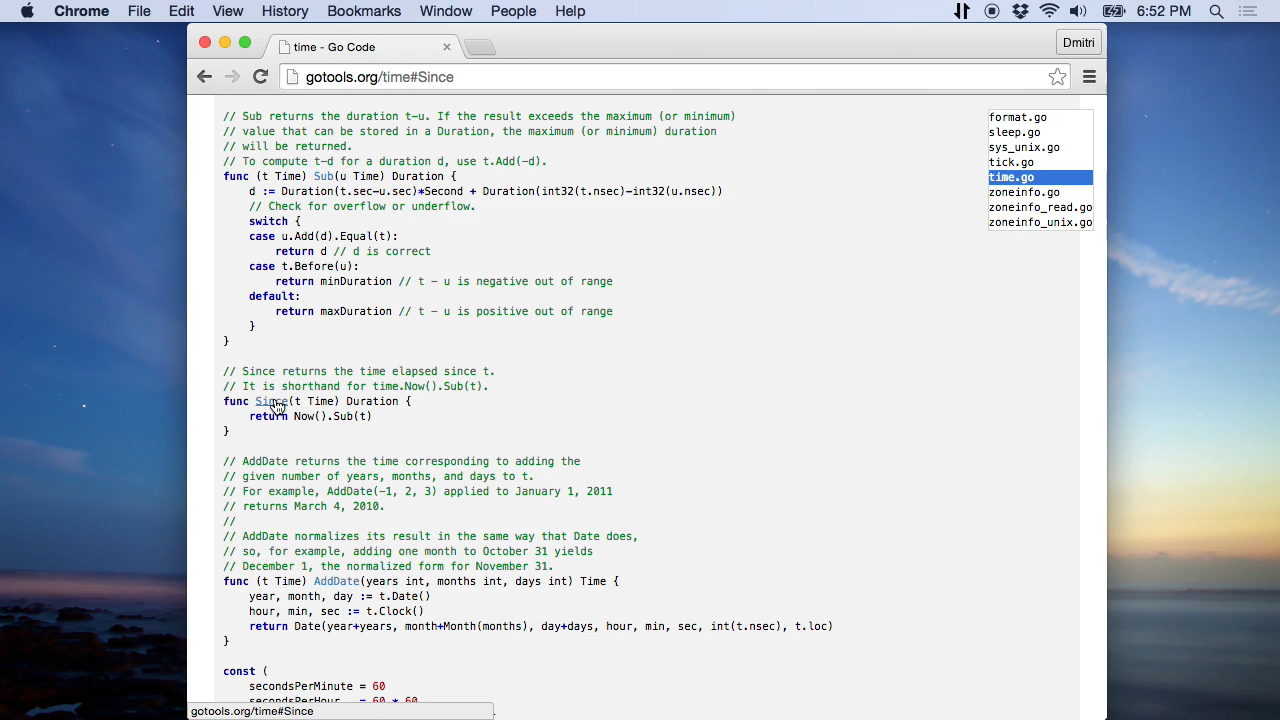 Chrome File Edit View History Bookmarks Window People Help 6:52 PM
time - Go Code
Dmitri
gotools.org/time#Since
// Sub returns the duration t-u. If the result exceeds the maximum (or minimum)
// value that can be stored in a Duration, the maximum (or minimum) duration
// will be returned.
// To compute t-d for a duration d, use t.Add(-d).
func (t Time) Sub(u Time) Duration {
d := Duration(t.sec-u.sec)*Second + Duration(int32(t.nsec)-int32(u.nsec))
// Check for overflow or underflow.
switch {
case u.Add(d).Equal(t):
return d // d is correct
case t.Before(u):
return minDuration // t - u is negative out of range
default:
return maxDuration // t - u is positive out of range
}
}
// Since returns the time elapsed since t.
// It is shorthand for time.Now().Sub(t).
func Since(t Time) Duration {
return Now().Sub(t)
}
// AddDate returns the time corresponding to adding the
// given number of years, months, and days to t.
// For example, AddDate(-1, 2, 3) applied to January 1, 2011
// returns March 4, 2010.
//
// AddDate normalizes its result in the same way that Date does,
// so, for example, adding one month to October 31 yields
// December 1, the normalized form for November 31.
func (t Time) AddDate(years int, months int, days int) Time {
year, month, day := t.Date()
hour, min, sec := t.Clock()
return Date(year+years, month+Month(months), day+days, hour, min, sec, int(t.nsec), t.loc)
}
const (
secondsPerMinute = 60
secondsPerHour = 60 * 60
format.go
sleep.go
sys_unix.go
tick.go
time.go
zoneinfo.go
zoneinfo_read.go
zoneinfo_unix.go
gotools.org/time#Since